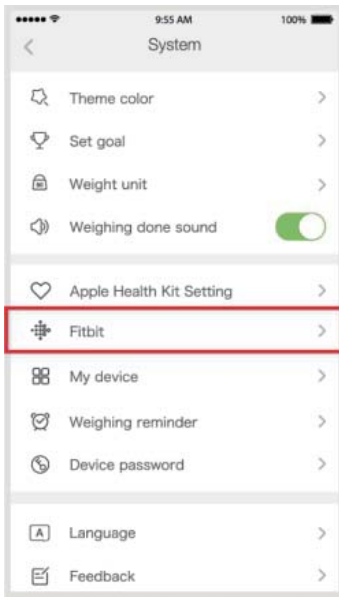 9:55 AM 100%
System
Theme color
Set goal
Weight unit
Weighing done sound
Apple Health Kit Setting
Fitbit
My device
Weighing reminder
Device password
A Language
Feedback